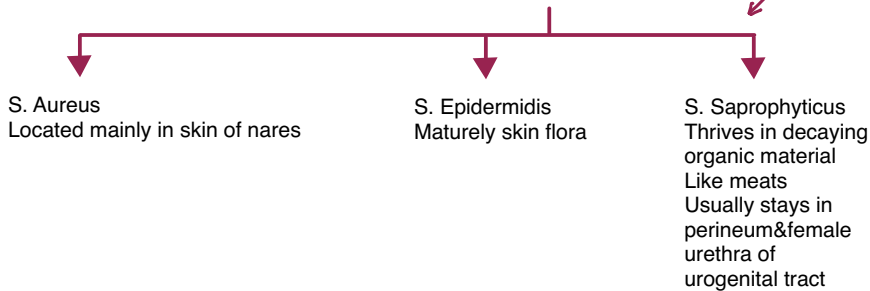 S. Aureus
Located mainly in skin of nares
S. Epidermidis
Maturely skin flora
S. Saprophyticus
Thrives in decaying
organic material
Like meats
Usually stays in
perineum&female
urethra of
urogenital tract